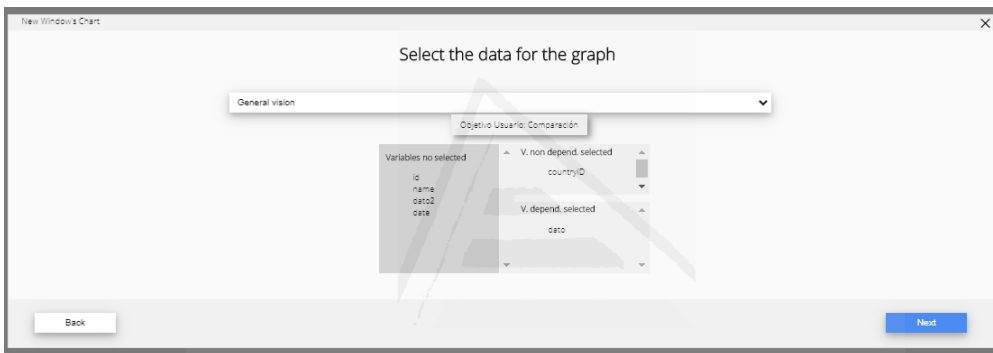 New Window's Chart
Select the data for the graph
General vision
Objetivo Usuario: Comparación
Variables no selected
id
name
dato2
date
V. non depend. selected
countryID
V. depend. selected
dato
Back
Next